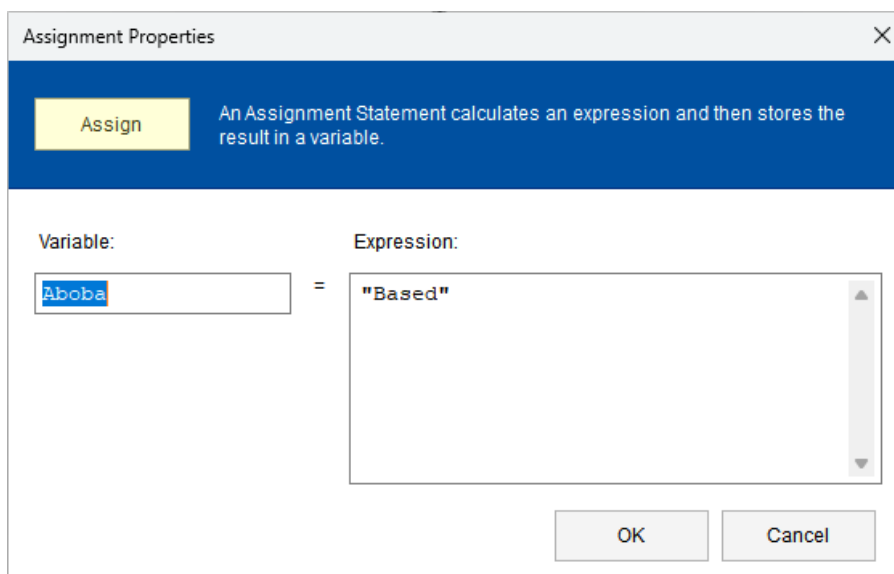 Assignment Properties
Assign
An Assignment Statement calculates an expression and then stores the
result in a variable.
Variable:
Expression:
Aboba
=
"Based"
OK
Cancel